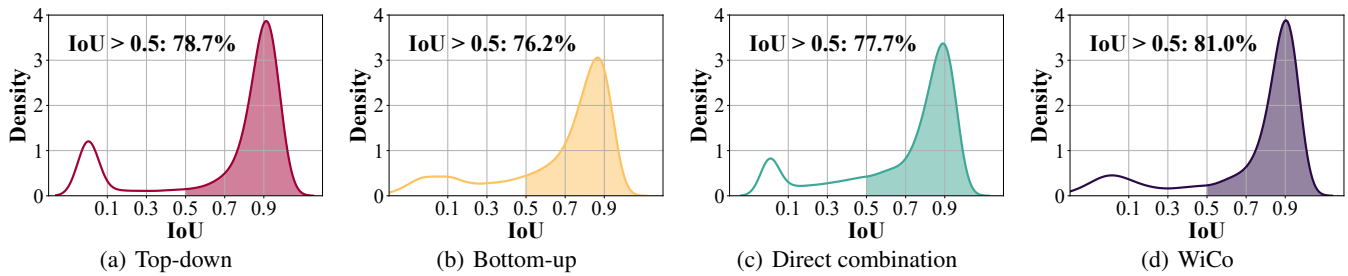 Density
4
3
2
1
0
IoU > 0.5: 78.7%
0.1 0.3 0.5 0.7 0.9
IoU
(a) Top-down
Density
4
3
2
1
0
IoU > 0.5: 76.2%
0.1 0.3 0.5 0.7 0.9
IoU
(b) Bottom-up
Density
4
3
2
1
0
IoU > 0.5: 77.7%
0.1 0.3 0.5 0.7 0.9
IoU
(c) Direct combination
Density
4
3
2
1
0
IoU > 0.5: 81.0%
0.1 0.3 0.5 0.7 0.9
IoU
(d) WiCo